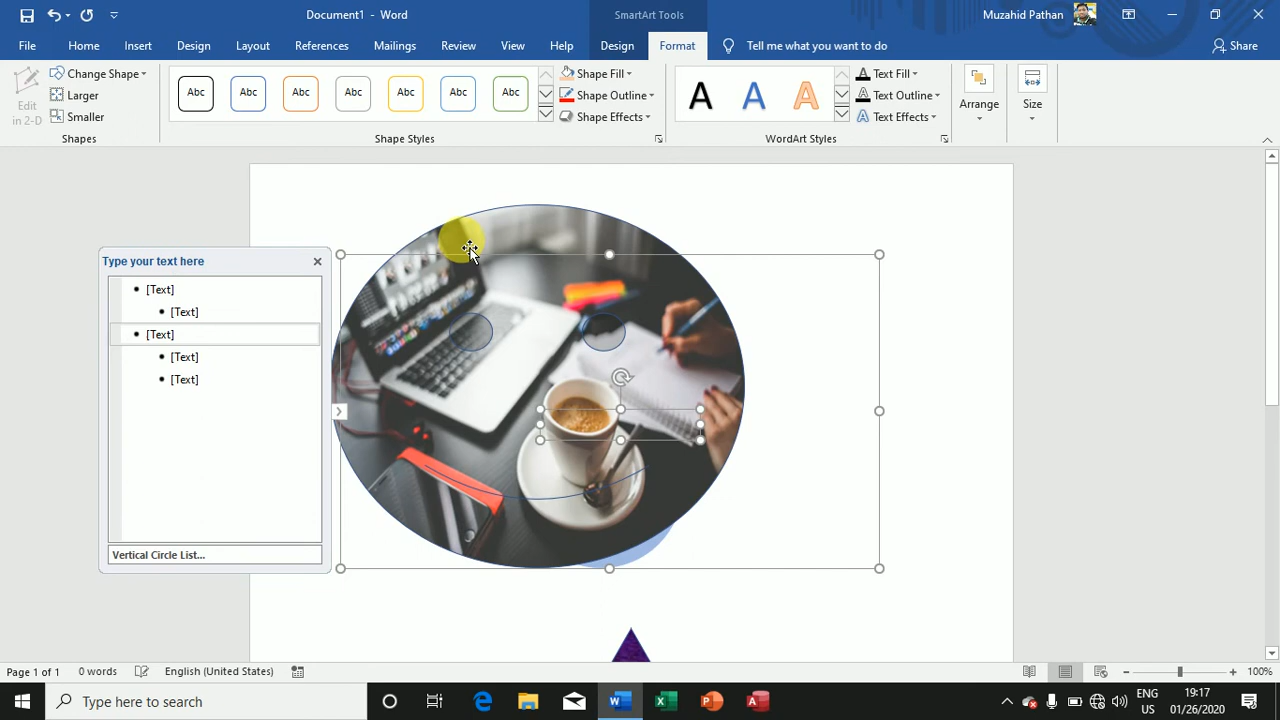 Document1 - Word
SmartArt Tools
Muzahid Pathan
File
Home
Insert
Design
Layout
References
Mailings
Review
View
Help
Design
Format
Tell me what you want to do
Share
Edit
in 2-D
Change Shape
Larger
Smaller
Shapes
Abc
Abc
Abc
Abc
Abc
Abc
Abc
Shape Fill
Shape Outline
Shape Effects
Shape Styles
A
A
A
A Text Fill
A Text Outline
A Text Effects
WordArt Styles
Arrange
Size
Type your text here
[Text]
[Text]
[Text]
[Text]
[Text]
Vertical Circle List...
Page 1 of 1
0 words
English (United States)
100%
Type here to search
ENG
US
19:17
01/26/2020